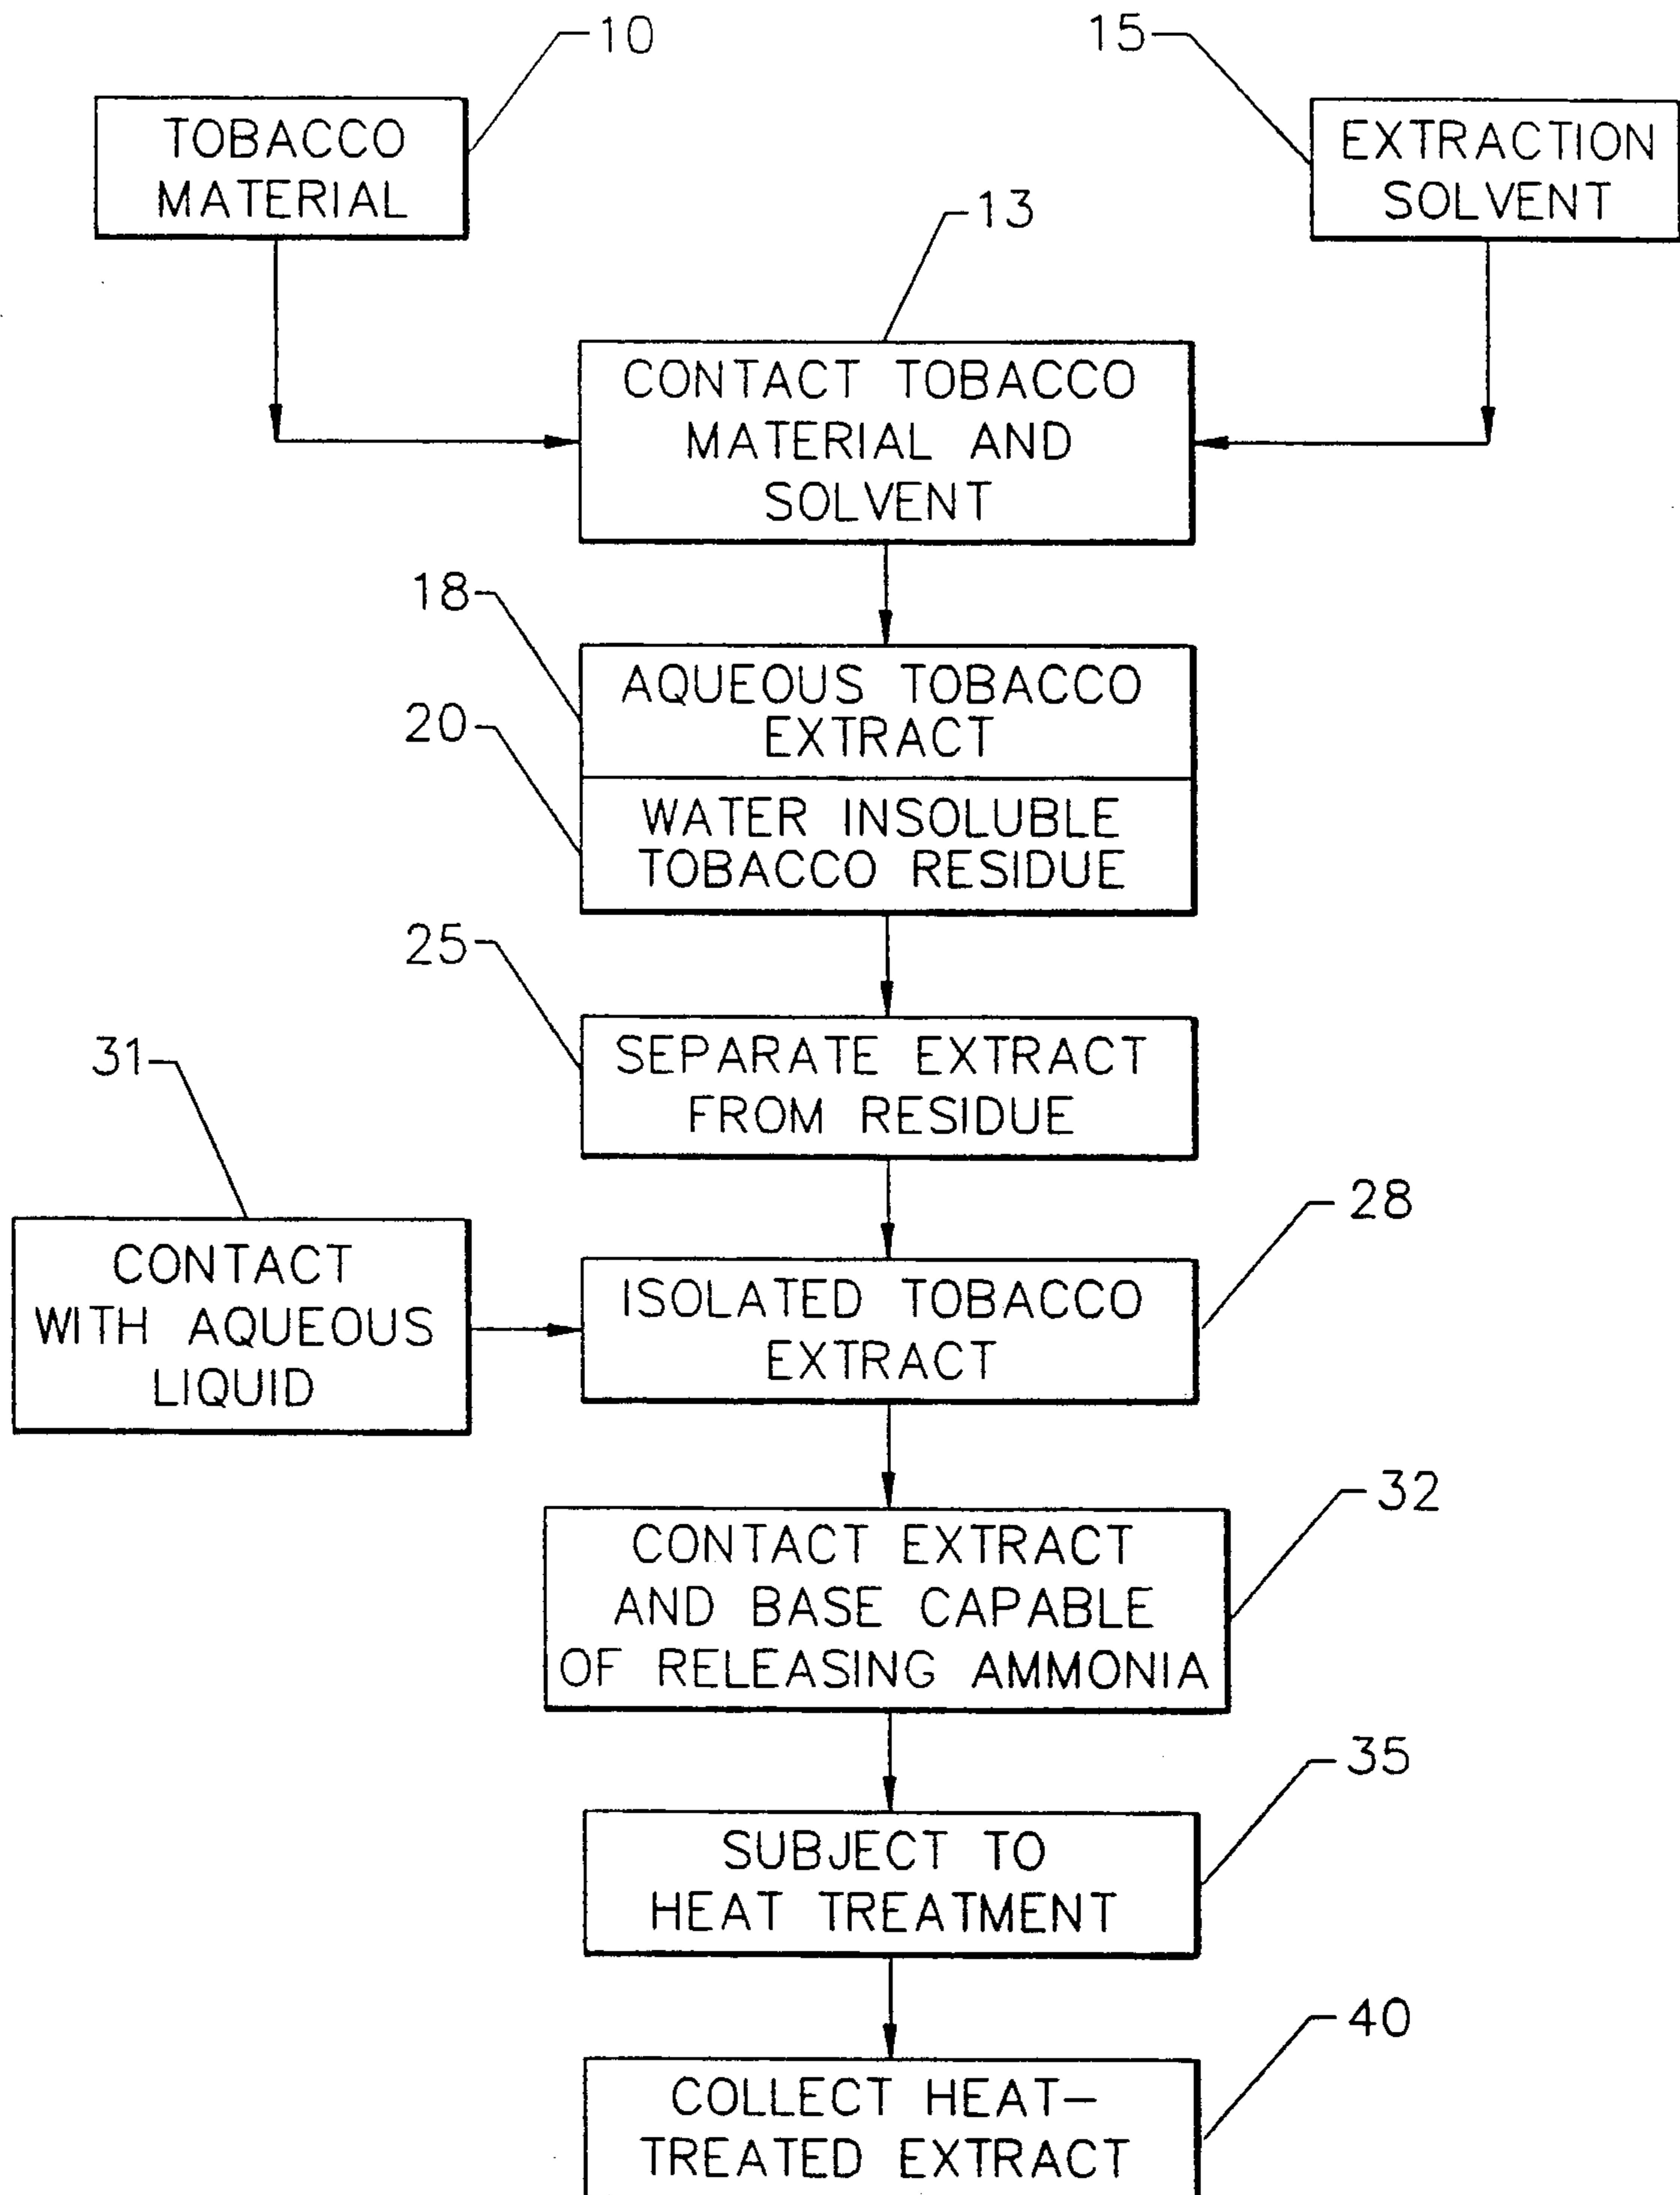 10
15
TOBACCO
MATERIAL
EXTRACTION
SOLVENT
13
CONTACT TOBACCO
MATERIAL AND
SOLVENT
18
AQUEOUS TOBACCO
EXTRACT
20
WATER INSOLUBLE
TOBACCO RESIDUE
25
SEPARATE EXTRACT
FROM RESIDUE
31
CONTACT
WITH AQUEOUS
LIQUID
28
ISOLATED TOBACCO
EXTRACT
32
CONTACT EXTRACT
AND BASE CAPABLE
OF RELEASING AMMONIA
35
SUBJECT TO
HEAT TREATMENT
40
COLLECT HEAT-
TREATED EXTRACT